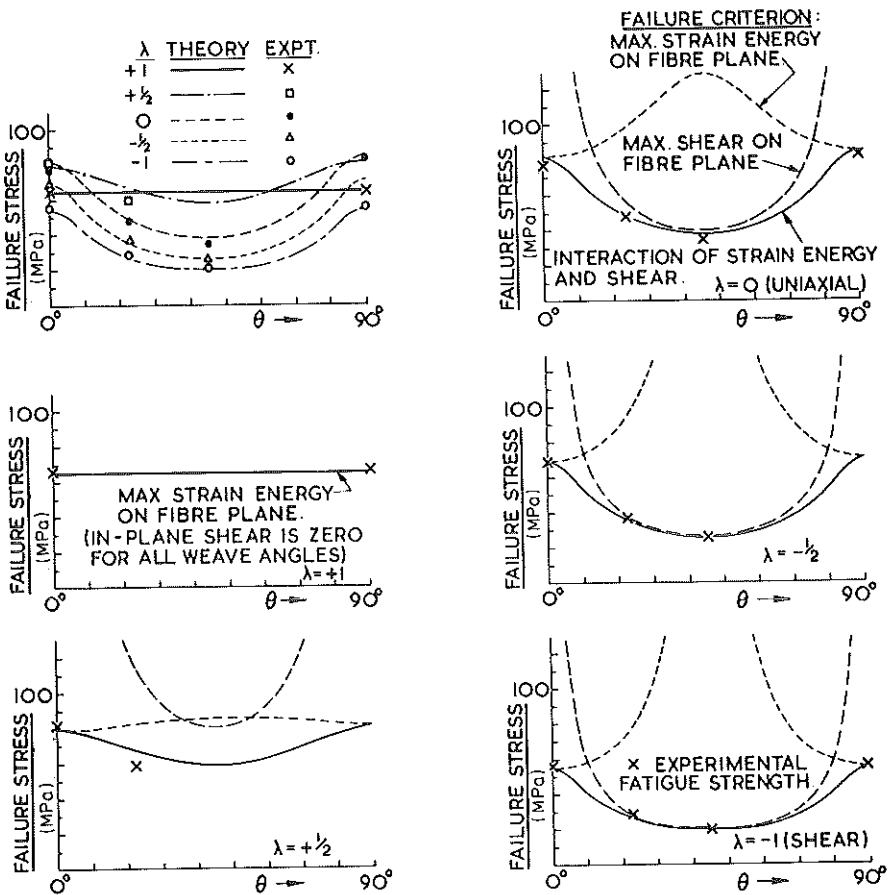 λ THEORY EXPT.
+1
+½
0
-½
-1
100
FAILURE STRESS
(MPa)
0° θ → 90°
FAILURE CRITERION:
MAX. STRAIN ENERGY
ON FIBRE PLANE.
100
MAX. SHEAR ON
FIBRE PLANE
INTERACTION OF STRAIN ENERGY
AND SHEAR.
λ=0 (UNIAXIAL)
FAILURE STRESS
(MPa)
0° θ → 90°
100
FAILURE STRESS
(MPa)
MAX STRAIN ENERGY
ON FIBRE PLANE.
(IN-PLANE SHEAR IS ZERO
FOR ALL WEAVE ANGLES)
λ=+1
0° θ → 90°
100
FAILURE STRESS
(MPa)
λ=-½
0° θ → 90°
100
FAILURE STRESS
(MPa)
λ=+½
0° θ → 90°
100
FAILURE STRESS
(MPa)
× EXPERIMENTAL
FATIGUE STRENGTH
λ=-1 (SHEAR)
0° θ → 90°